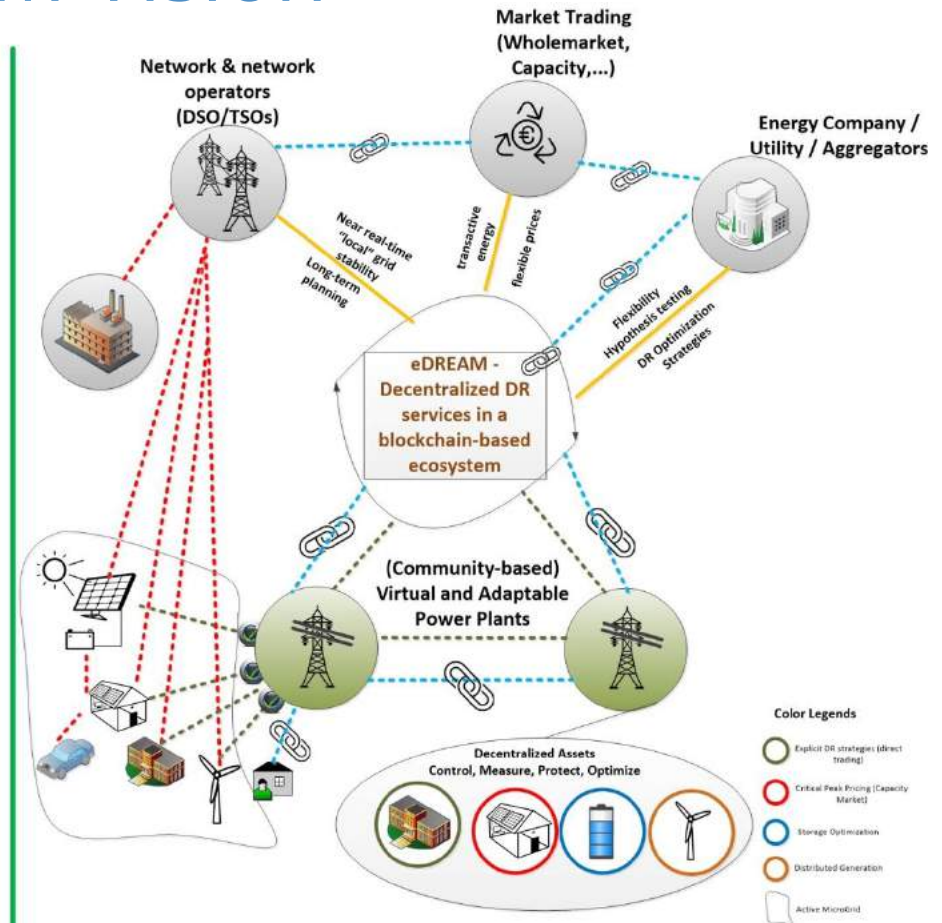 Market Trading
(Wholemarket,
Capacity,...)
Network & network
operators
(DSO/TSOs)
Energy Company /
Utility / Aggregators
€
Near real-time
"local" grid
stability
Long-term
planning
transactive
energy
flexible prices
Flexibility
Hypothesis testing
DR Optimization
Strategies
eDREAM -
Decentralized DR
services in a
blockchain-based
ecosystem
(Community-based)
Virtual and Adaptable
Power Plants
Decentralized Assets
Control, Measure, Protect, Optimize
Color Legends
Explicit DR strategies (direct
trading)
Critical Peak Pricing (Capacity
Market)
Storage Optimization
Distributed Generation
Active MicroGrid